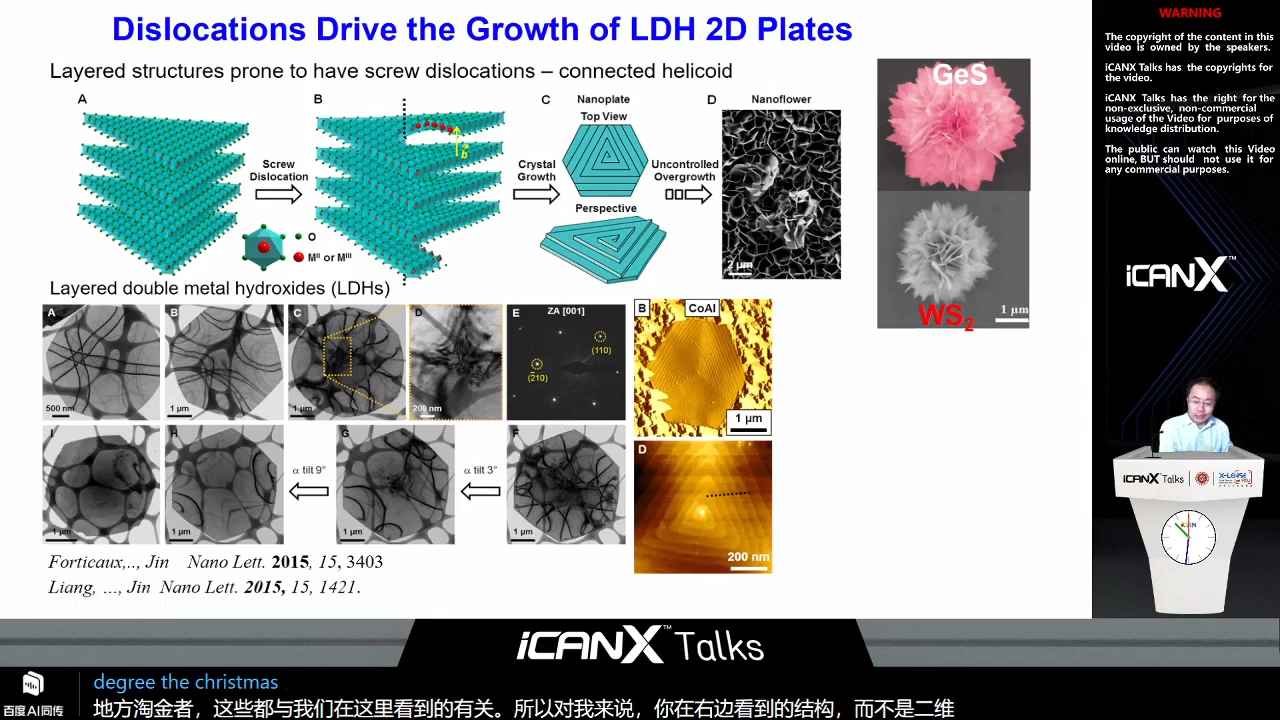 Dislocations Drive the Growth of LDH 2D Plates
Layered structures prone to have screw dislocations – connected helicoid
A
B
C
Nanoplate
Top View
D
Nanoflower
Screw
Dislocation
b
Crystal
Growth
Uncontrolled
Overgrowth
Perspective
O
Mᴵᴵ or Mᴵᴵᴵ
2 µm
GeS
WS₂
1 µm
Layered double metal hydroxides (LDHs)
A
500 nm
B
1 µm
C
1 µm
D
200 nm
E
ZA [001]
(110)
(2̄10)
B
CoAl
1 µm
I
1 µm
H
1 µm
α tilt 9°
G
1 µm
α tilt 3°
F
1 µm
D
200 nm
Forticaux,.., Jin Nano Lett. 2015, 15, 3403
Liang, ..., Jin Nano Lett. 2015, 15, 1421.
WARNING
The copyright of the content in this
video is owned by the speakers.
iCANX Talks has the copyrights for
the video.
iCANX Talks has the right for the
non-exclusive, non-commercial
usage of the Video for purposes of
knowledge distribution.
The public can watch this Video
online, BUT should not use it for
any commercial purposes.
iCANX™
iCANX Talks
iCANX™ Talks
百度AI同传
degree the christmas
地方淘金者，这些都与我们在这里看到的有关。所以对我来说，你在右边看到的结构，而不是二维